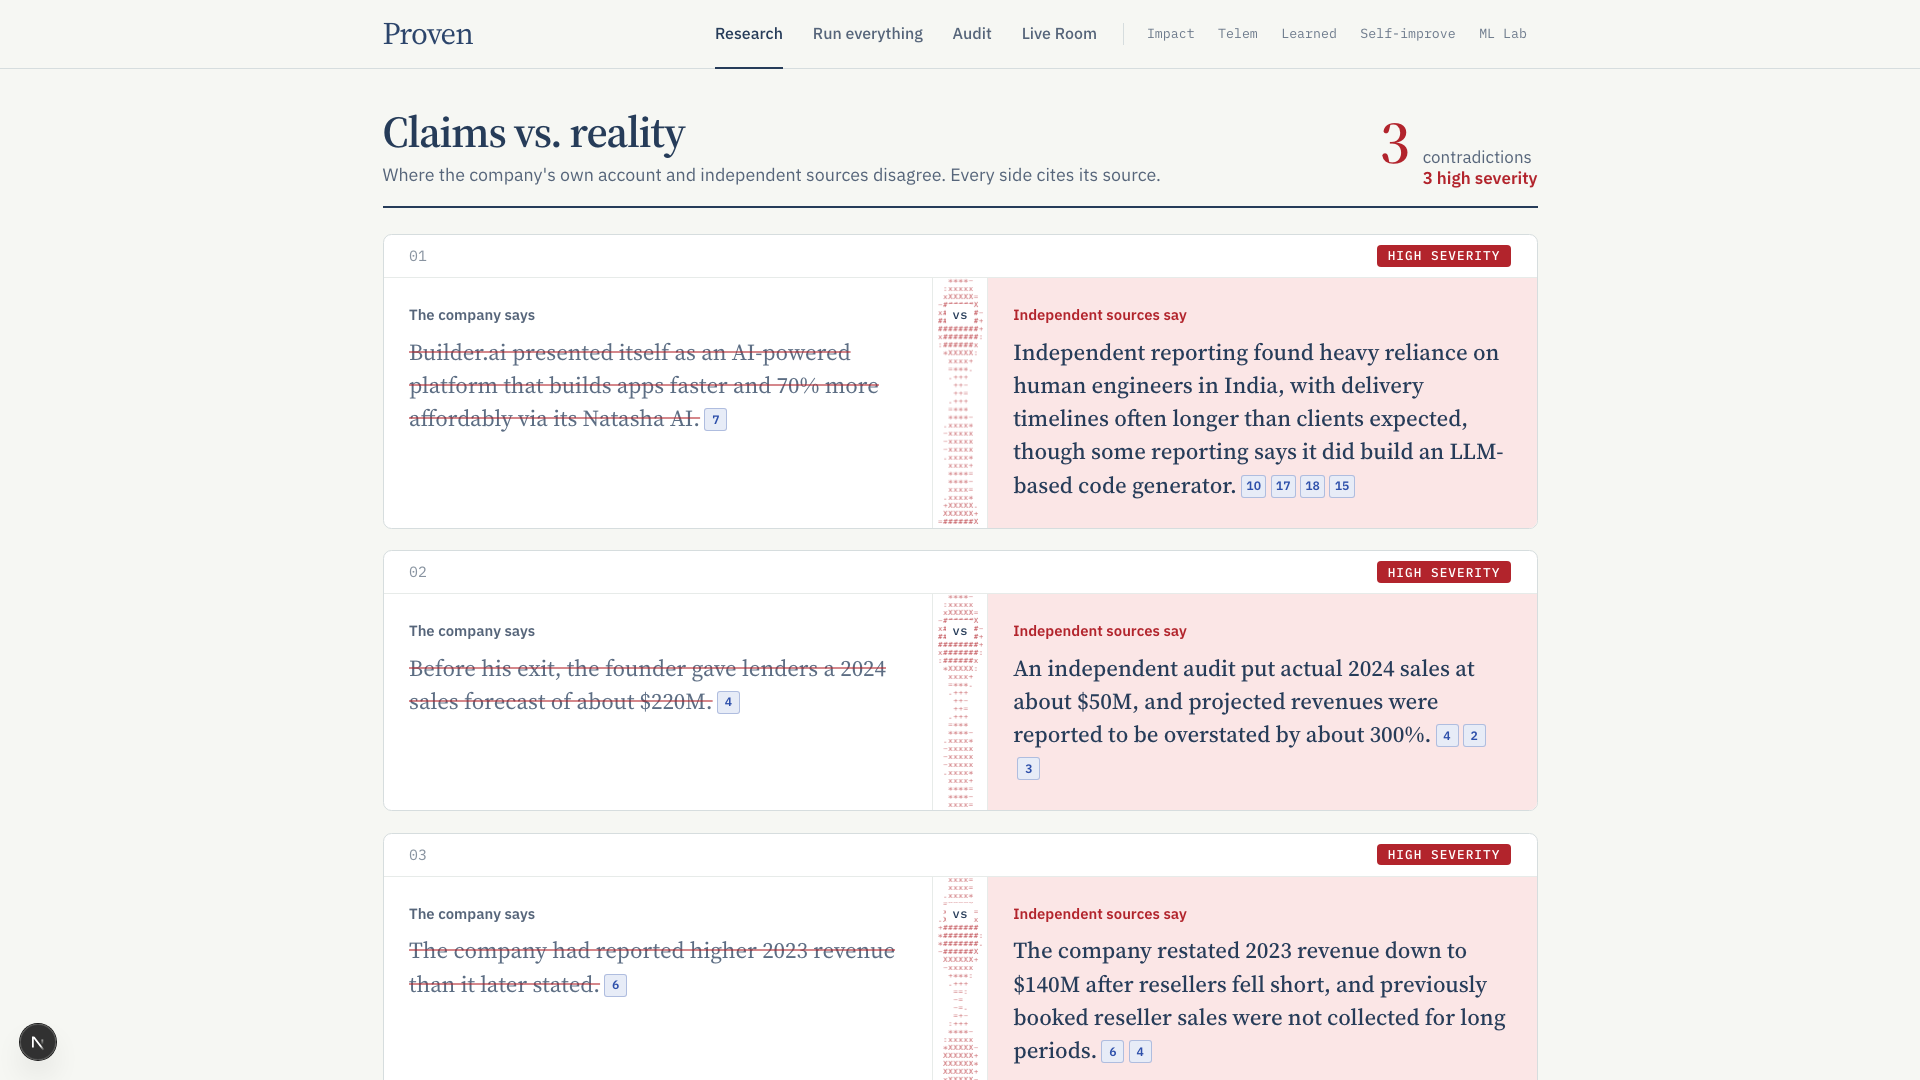 Proven
Research
Run everything
Audit
Live Room
Impact
Telem
Learned
Self-improve
ML Lab
Claims vs. reality
Where the company's own account and independent sources disagree. Every side cites its source.
3
contradictions
3 high severity
01
HIGH SEVERITY
The company says
Builder.ai presented itself as an AI-powered
platform that builds apps faster and 70% more
affordably via its Natasha AI. 7
vs
Independent sources say
Independent reporting found heavy reliance on
human engineers in India, with delivery
timelines often longer than clients expected,
though some reporting says it did build an LLM-
based code generator. 10 17 18 15
02
HIGH SEVERITY
The company says
Before his exit, the founder gave lenders a 2024
sales forecast of about $220M. 4
vs
Independent sources say
An independent audit put actual 2024 sales at
about $50M, and projected revenues were
reported to be overstated by about 300%. 4 2
3
03
HIGH SEVERITY
The company says
The company had reported higher 2023 revenue
than it later stated. 6
vs
Independent sources say
The company restated 2023 revenue down to
$140M after resellers fell short, and previously
booked reseller sales were not collected for long
periods. 6 4